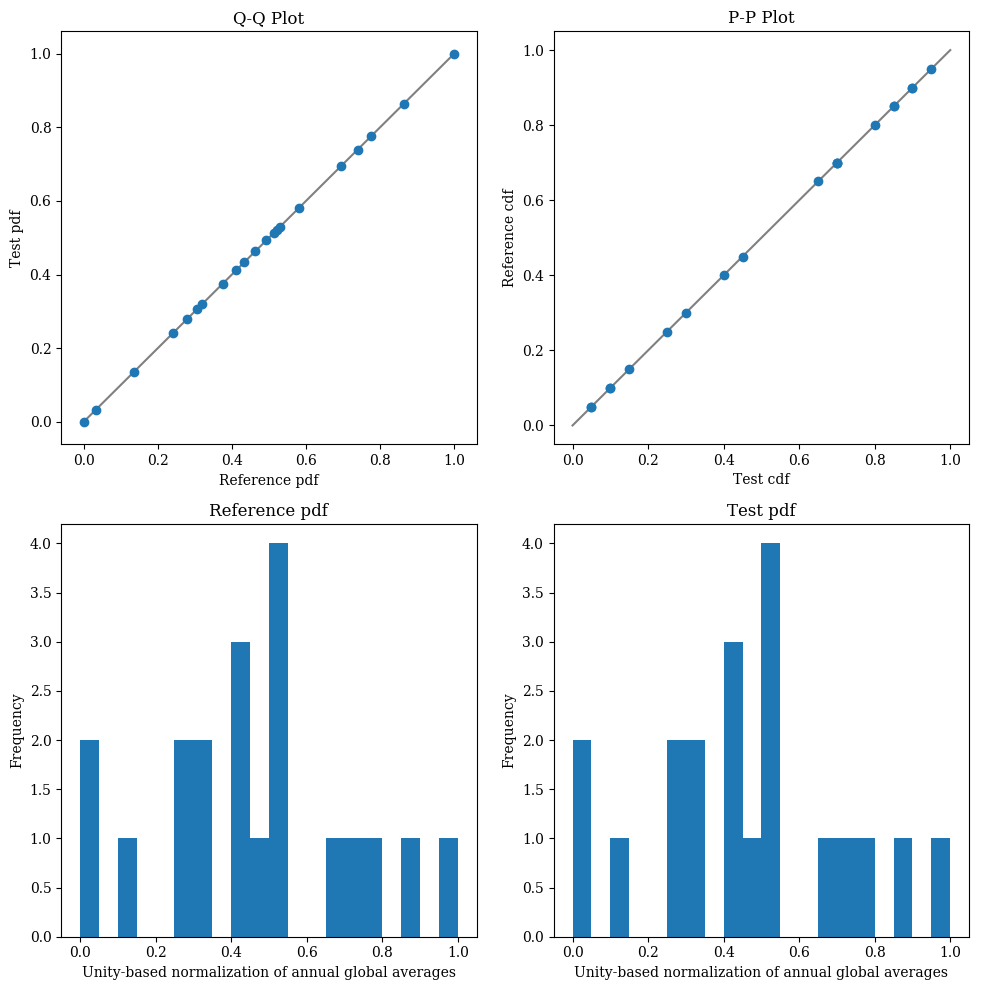 Q-Q Plot
P-P Plot
1.0
0.8
0.6
0.4
0.2
0.0
Test pdf
0.0 0.2 0.4 0.6 0.8 1.0
Reference pdf
1.0
0.8
0.6
0.4
0.2
0.0
Reference cdf
0.0 0.2 0.4 0.6 0.8 1.0
Test cdf
Reference pdf
4.0
3.5
3.0
2.5
2.0
1.5
1.0
0.5
0.0
Frequency
0.0 0.2 0.4 0.6 0.8 1.0
Unity-based normalization of annual global averages
Test pdf
4.0
3.5
3.0
2.5
2.0
1.5
1.0
0.5
0.0
Frequency
0.0 0.2 0.4 0.6 0.8 1.0
Unity-based normalization of annual global averages